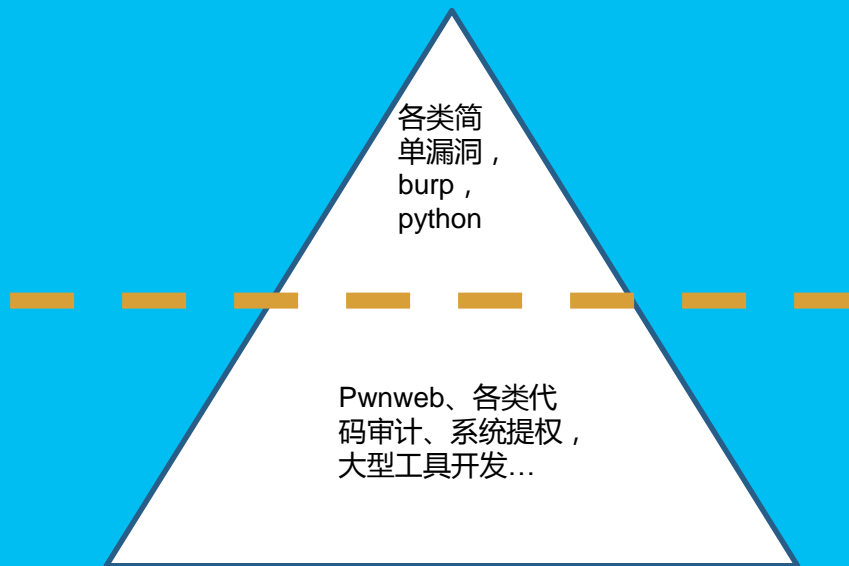 各类简
单漏洞，
burp，
python
Pwnweb、各类代
码审计、系统提权，
大型工具开发…